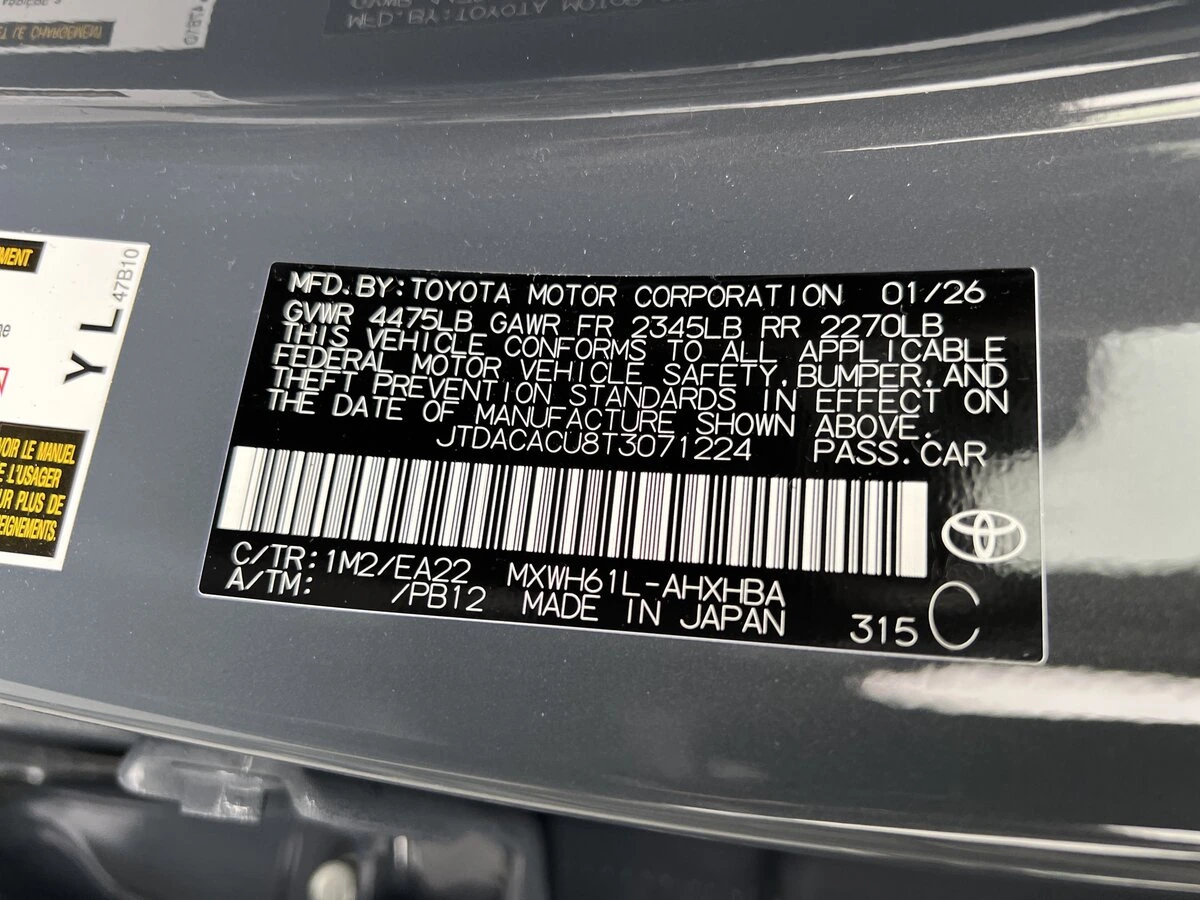 MFD.BY:TOYOTA MOTOR CORPORATION 01/26
GVWR 4475LB GAWR FR 2345LB RR 2270LB
THIS VEHICLE CONFORMS TO ALL APPLICABLE
FEDERAL MOTOR VEHICLE SAFETY,BUMPER,AND
THEFT PREVENTION STANDARDS IN EFFECT ON
THE DATE OF MANUFACTURE SHOWN ABOVE.
JTDACACU8T3071224 PASS.CAR
C/TR:1M2/EA22 MXWH61L-AHXHBA
A/TM: /PB12 MADE IN JAPAN 315 C
YL
47B10
VOIR LE MANUEL
L'USAGER
PLUS DE